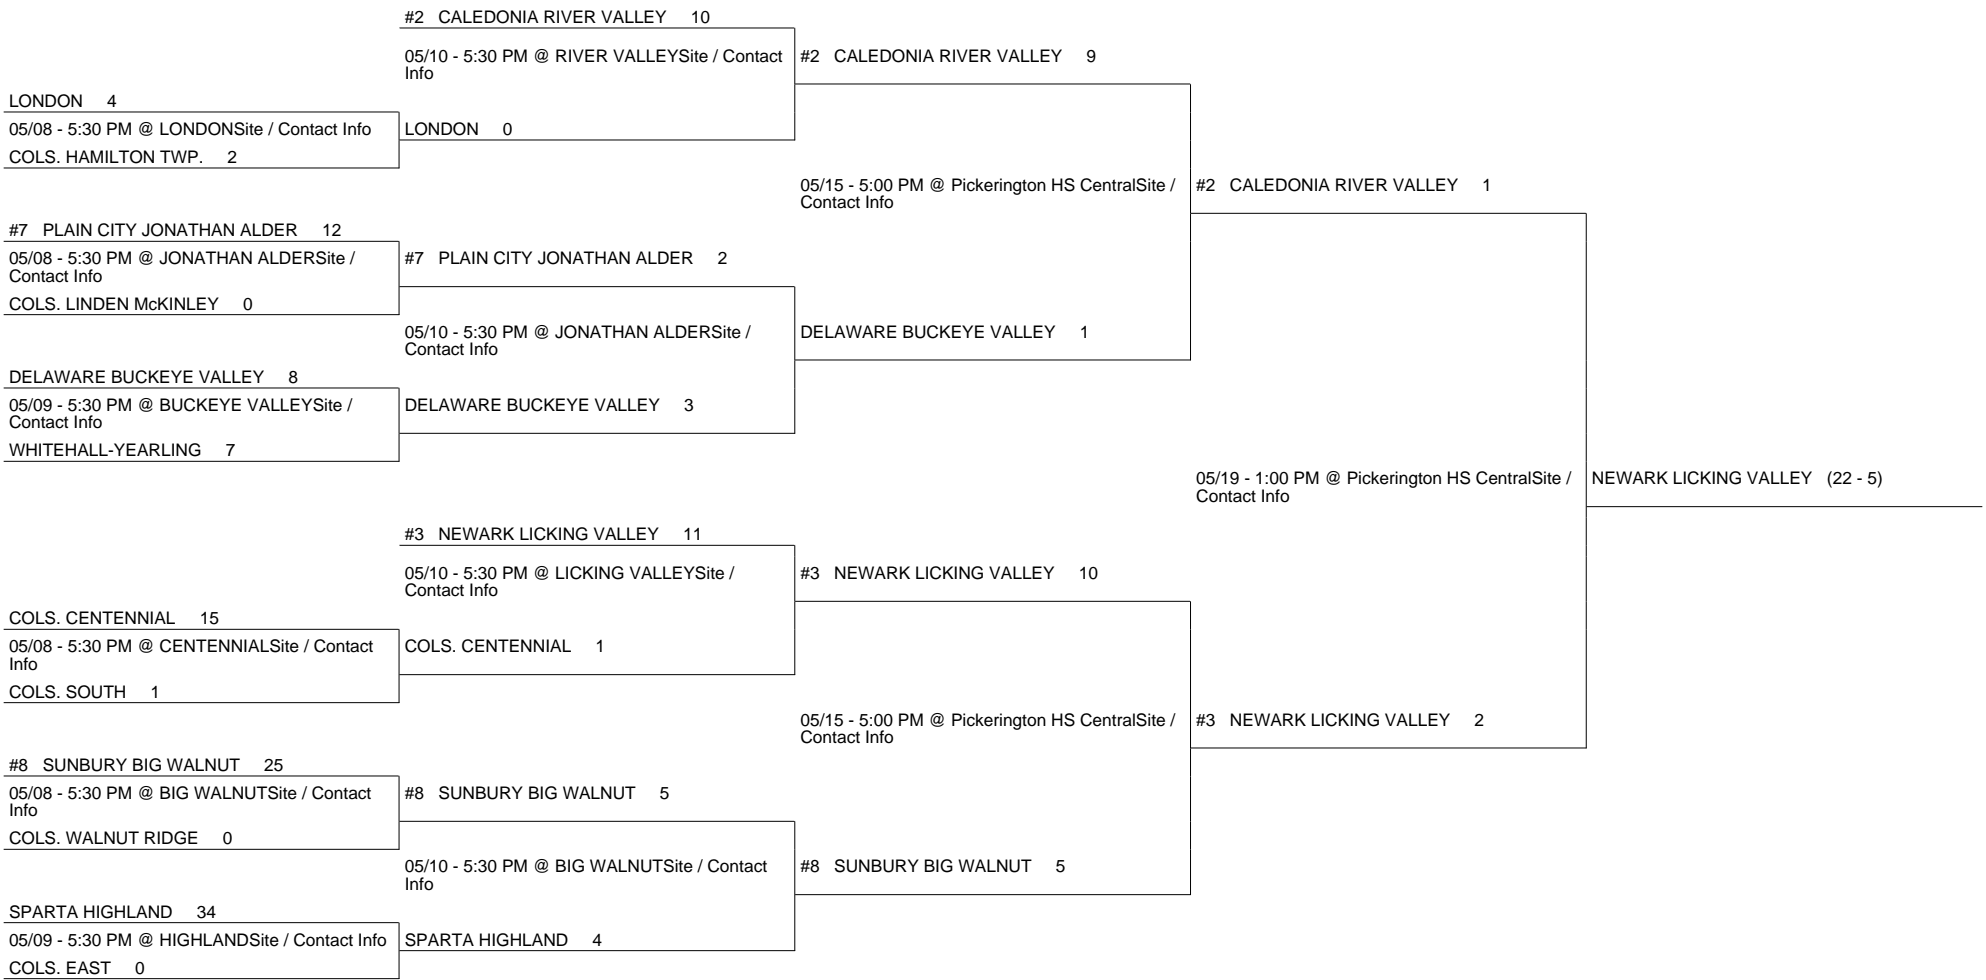 #2 CALEDONIA RIVER VALLEY 10
05/10 - 5:30 PM @ RIVER VALLEYSite / Contact
Info
#2 CALEDONIA RIVER VALLEY 9
LONDON 4
05/08 - 5:30 PM @ LONDONSite / Contact Info
COLS. HAMILTON TWP. 2
LONDON 0
05/15 - 5:00 PM @ Pickerington HS CentralSite /
Contact Info
#2 CALEDONIA RIVER VALLEY 1
#7 PLAIN CITY JONATHAN ALDER 12
05/08 - 5:30 PM @ JONATHAN ALDERSite /
Contact Info
COLS. LINDEN McKINLEY 0
#7 PLAIN CITY JONATHAN ALDER 2
05/10 - 5:30 PM @ JONATHAN ALDERSite /
Contact Info
DELAWARE BUCKEYE VALLEY 1
DELAWARE BUCKEYE VALLEY 8
05/09 - 5:30 PM @ BUCKEYE VALLEYSite /
Contact Info
WHITEHALL-YEARLING 7
DELAWARE BUCKEYE VALLEY 3
05/19 - 1:00 PM @ Pickerington HS CentralSite /
Contact Info
NEWARK LICKING VALLEY (22 - 5)
#3 NEWARK LICKING VALLEY 11
05/10 - 5:30 PM @ LICKING VALLEYSite /
Contact Info
#3 NEWARK LICKING VALLEY 10
COLS. CENTENNIAL 15
05/08 - 5:30 PM @ CENTENNIALSite / Contact
Info
COLS. SOUTH 1
COLS. CENTENNIAL 1
05/15 - 5:00 PM @ Pickerington HS CentralSite /
Contact Info
#3 NEWARK LICKING VALLEY 2
#8 SUNBURY BIG WALNUT 25
05/08 - 5:30 PM @ BIG WALNUTSite / Contact
Info
COLS. WALNUT RIDGE 0
#8 SUNBURY BIG WALNUT 5
05/10 - 5:30 PM @ BIG WALNUTSite / Contact
Info
#8 SUNBURY BIG WALNUT 5
SPARTA HIGHLAND 34
05/09 - 5:30 PM @ HIGHLANDSite / Contact Info
COLS. EAST 0
SPARTA HIGHLAND 4